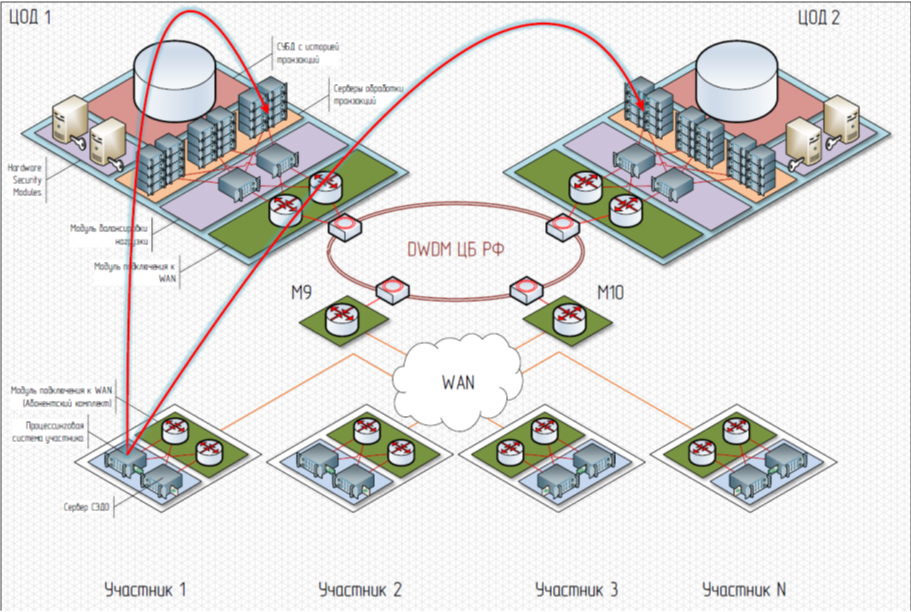 ЦОД 1
ЦОД 2
СУБД с историей
транзакций
Серверы обработки
транзакций
Hardware
Security
Modules
Модуль балансировки
нагрузки
Модуль подключения к
WAN
DWDM ЦБ РФ
М9
М10
WAN
Модуль подключения к WAN
(Абонентский комплект)
Процессинговая
система участника
Сервер СЭДО
Участник 1
Участник 2
Участник 3
Участник N